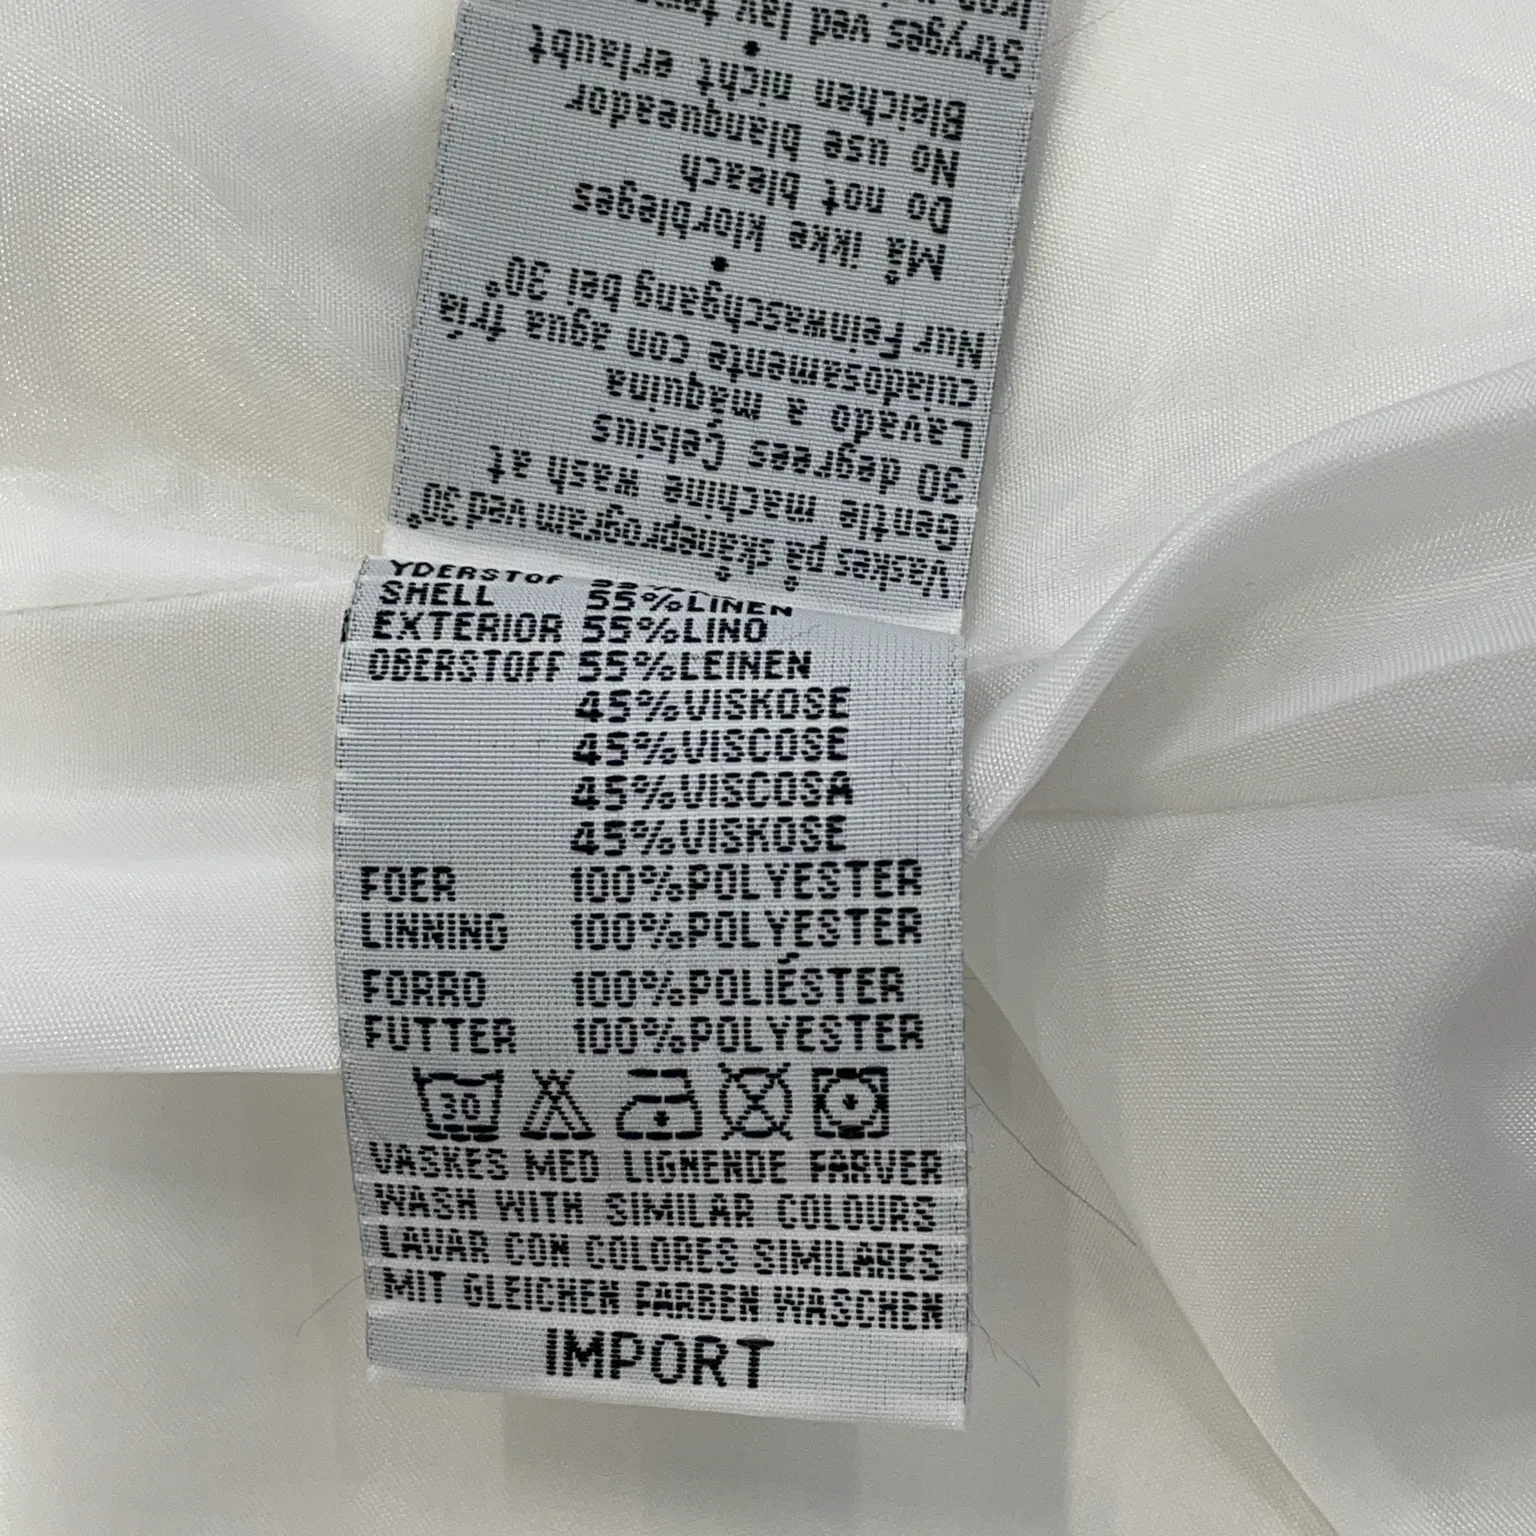 YDERSTOF
SHELL 55%LINEN
EXTERIOR 55%LINO
OBERSTOFF 55%LEINEN
45%VISKOSE
45%VISCOSE
45%VISCOSA
45%VISKOSE
FOER 100%POLYESTER
LINNING 100%POLYESTER
FORRO 100%POLIÉSTER
FUTTER 100%POLYESTER
30
VASKES MED LIGNENDE FARVER
WASH WITH SIMILAR COLOURS
LAVAR CON COLORES SIMILARES
MIT GLEICHEN FARBEN WASCHEN
IMPORT
Vaskes på skåneprogram ved 30°
Gentle machine wash at
30 degrees Celsius
Lavado a máquina
cuiadosamente con agua fría
Nur Feinwaschgang bei 30°
•
Må ikke klorbleges
Do not bleach
No use blanqueador
Bleichen nicht erlaubt
•
Stryges ved lav
Iron